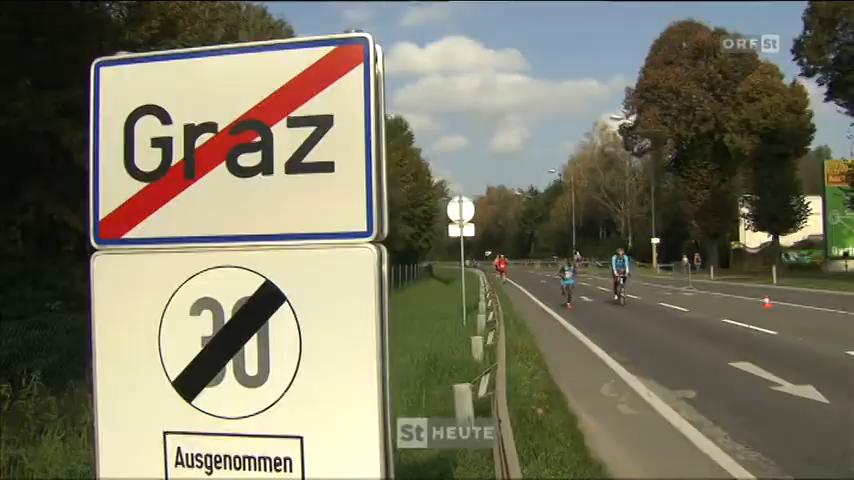 ORF St
Graz
30
Ausgenommen
St HEUTE